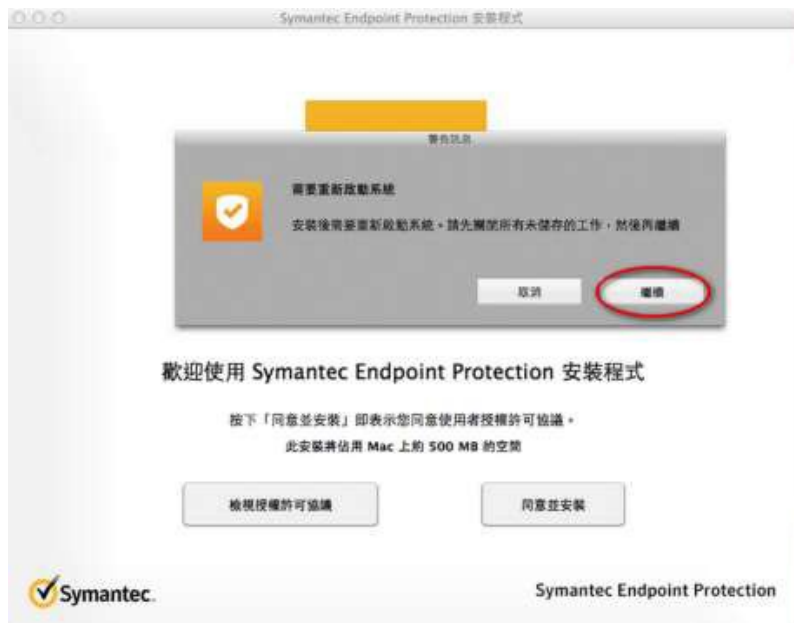 Symantec Endpoint Protection 安裝程式
警告訊息
需要重新啟動系統
安裝後需要重新啟動系統。請先關閉所有未儲存的工作，然後再繼續
取消
繼續
歡迎使用 Symantec Endpoint Protection 安裝程式
按下「同意並安裝」即表示您同意使用者授權許可協議。
此安裝將佔用 Mac 上約 500 MB 的空間
檢視授權許可協議
同意並安裝
Symantec.
Symantec Endpoint Protection